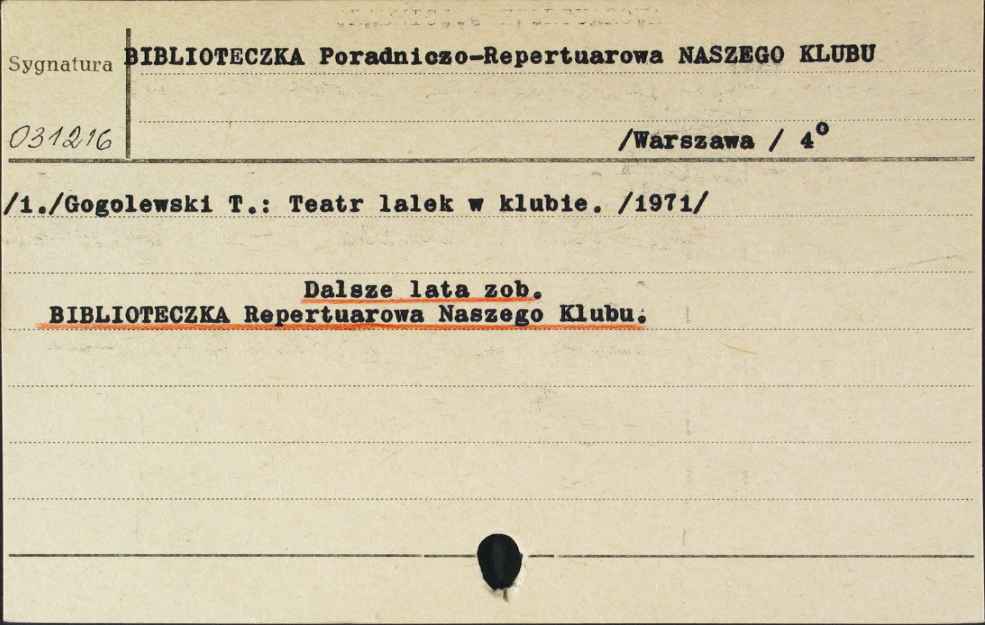 Sygnatura BIBLIOTECZKA Poradniczo-Repertuarowa NASZEGO KLUBU
031216 /Warszawa / 4º
/1./Gogolewski T.: Teatr lalek w klubie. /1971/
Dalsze lata zob.
BIBLIOTECZKA Repertuarowa Naszego Klubu.